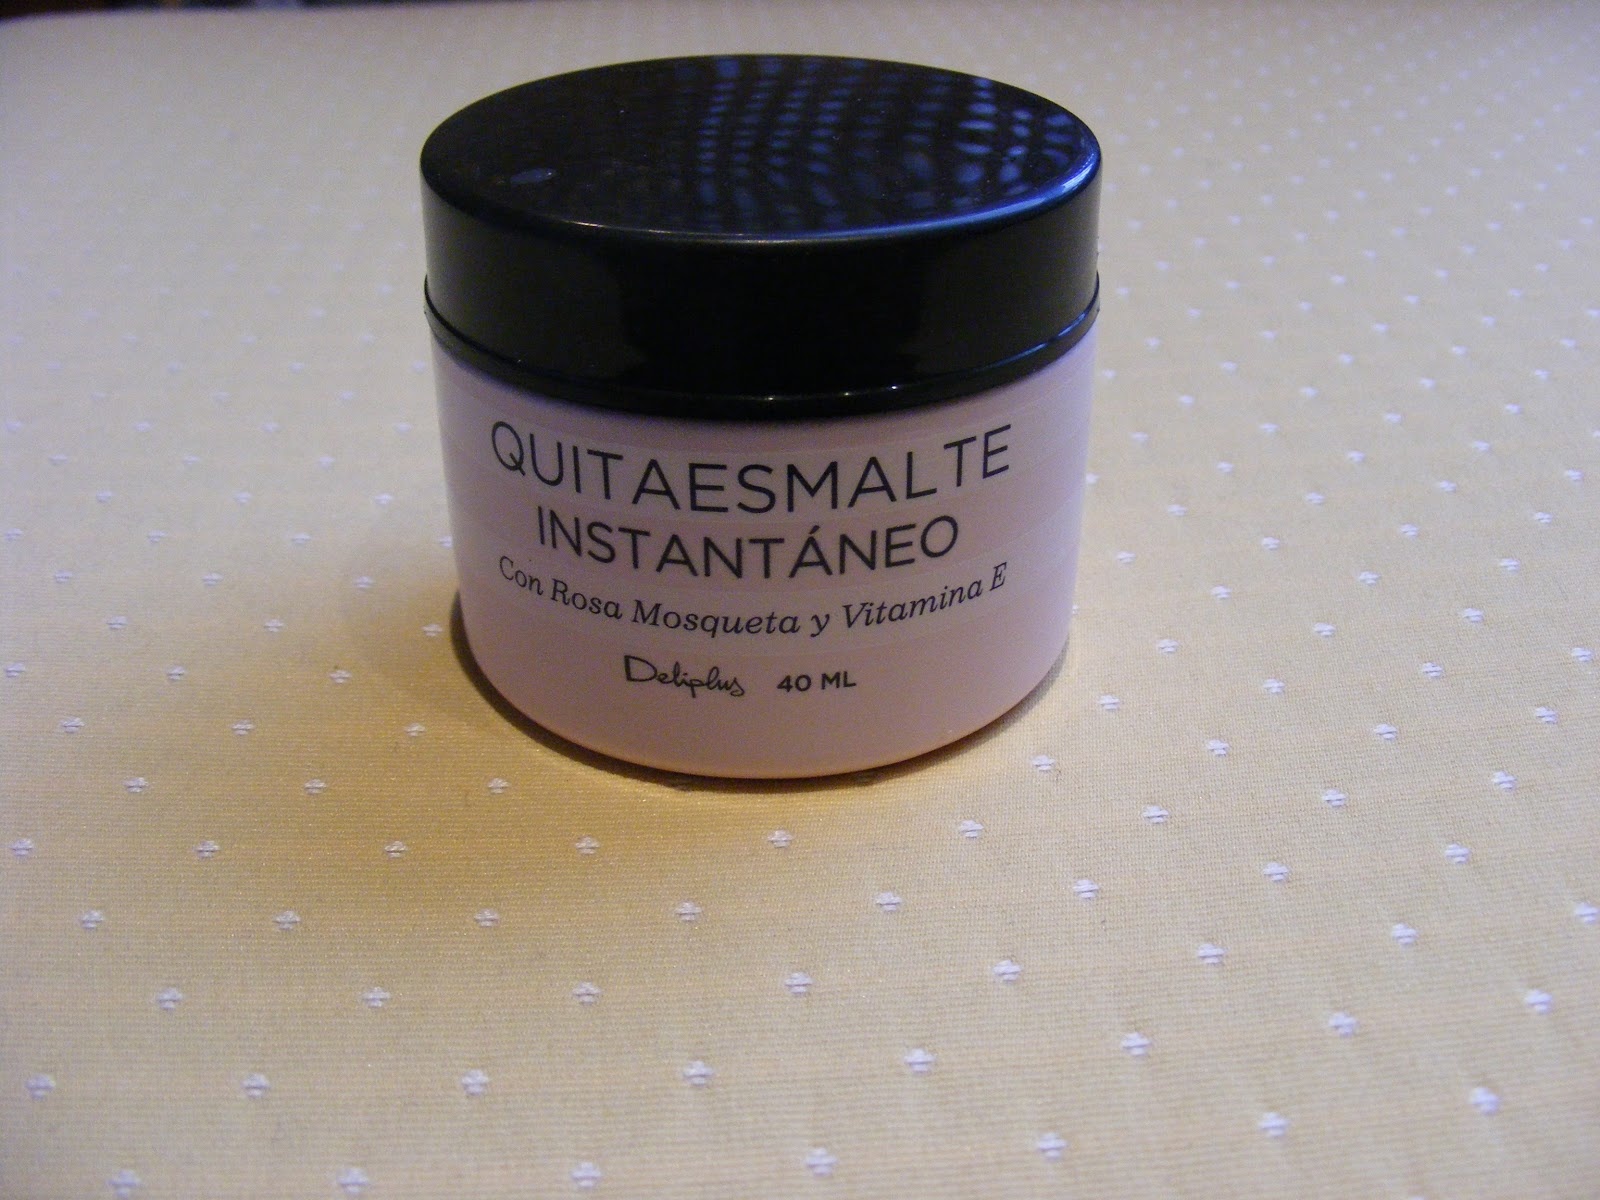 QUITAESMALTE
INSTANTÁNEO
Con Rosa Mosqueta y Vitamina E
Deliplus 40 ML